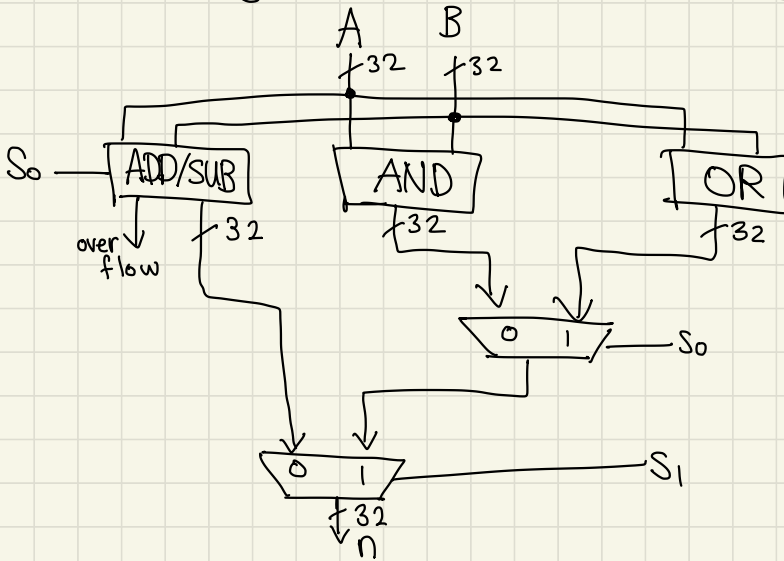 A B
32 32
S0 ADD/SUB AND OR
over
flow
32 32 32
0 1 S0
0 1 S1
32
n